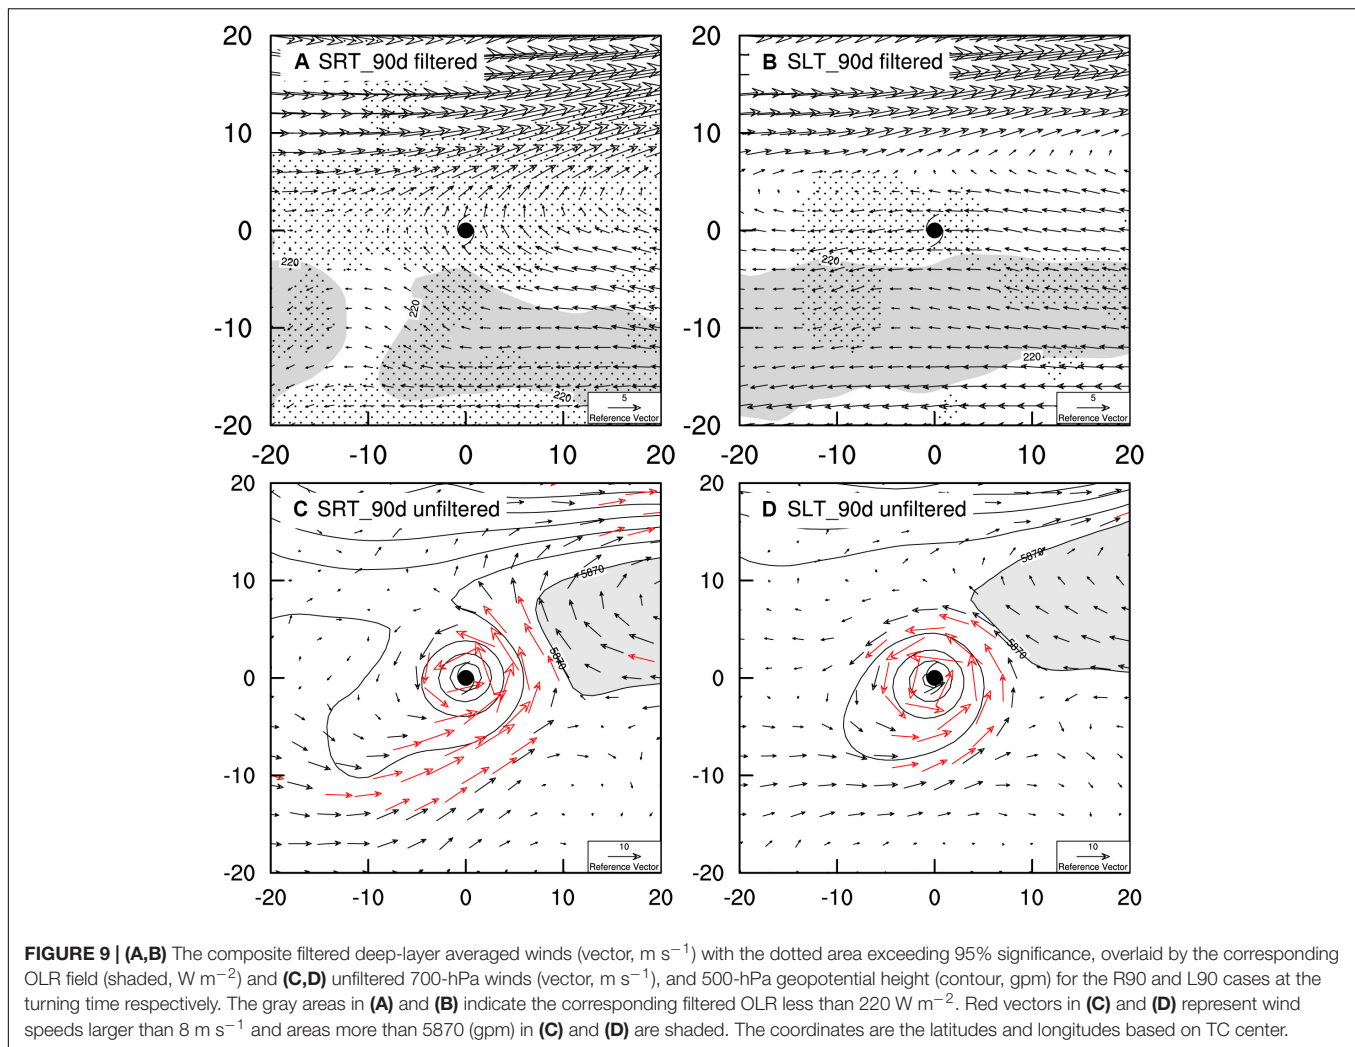 A SRT_90d filtered
20
10
0
-10
-20
220
220
220
5
Reference Vector
-20 -10 0 10 20
B SLT_90d filtered
20
10
0
-10
-20
220
220
5
Reference Vector
-20 -10 0 10 20
C SRT_90d unfiltered
20
10
0
-10
-20
5870
5870
10
Reference Vector
-20 -10 0 10 20
D SLT_90d unfiltered
20
10
0
-10
-20
5870
5870
10
Reference Vector
-20 -10 0 10 20
FIGURE 9 | (A,B) The composite filtered deep-layer averaged winds (vector, m s−1) with the dotted area exceeding 95% significance, overlaid by the corresponding
OLR field (shaded, W m−2) and (C,D) unfiltered 700-hPa winds (vector, m s−1), and 500-hPa geopotential height (contour, gpm) for the R90 and L90 cases at the
turning time respectively. The gray areas in (A) and (B) indicate the corresponding filtered OLR less than 220 W m−2. Red vectors in (C) and (D) represent wind
speeds larger than 8 m s−1 and areas more than 5870 (gpm) in (C) and (D) are shaded. The coordinates are the latitudes and longitudes based on TC center.